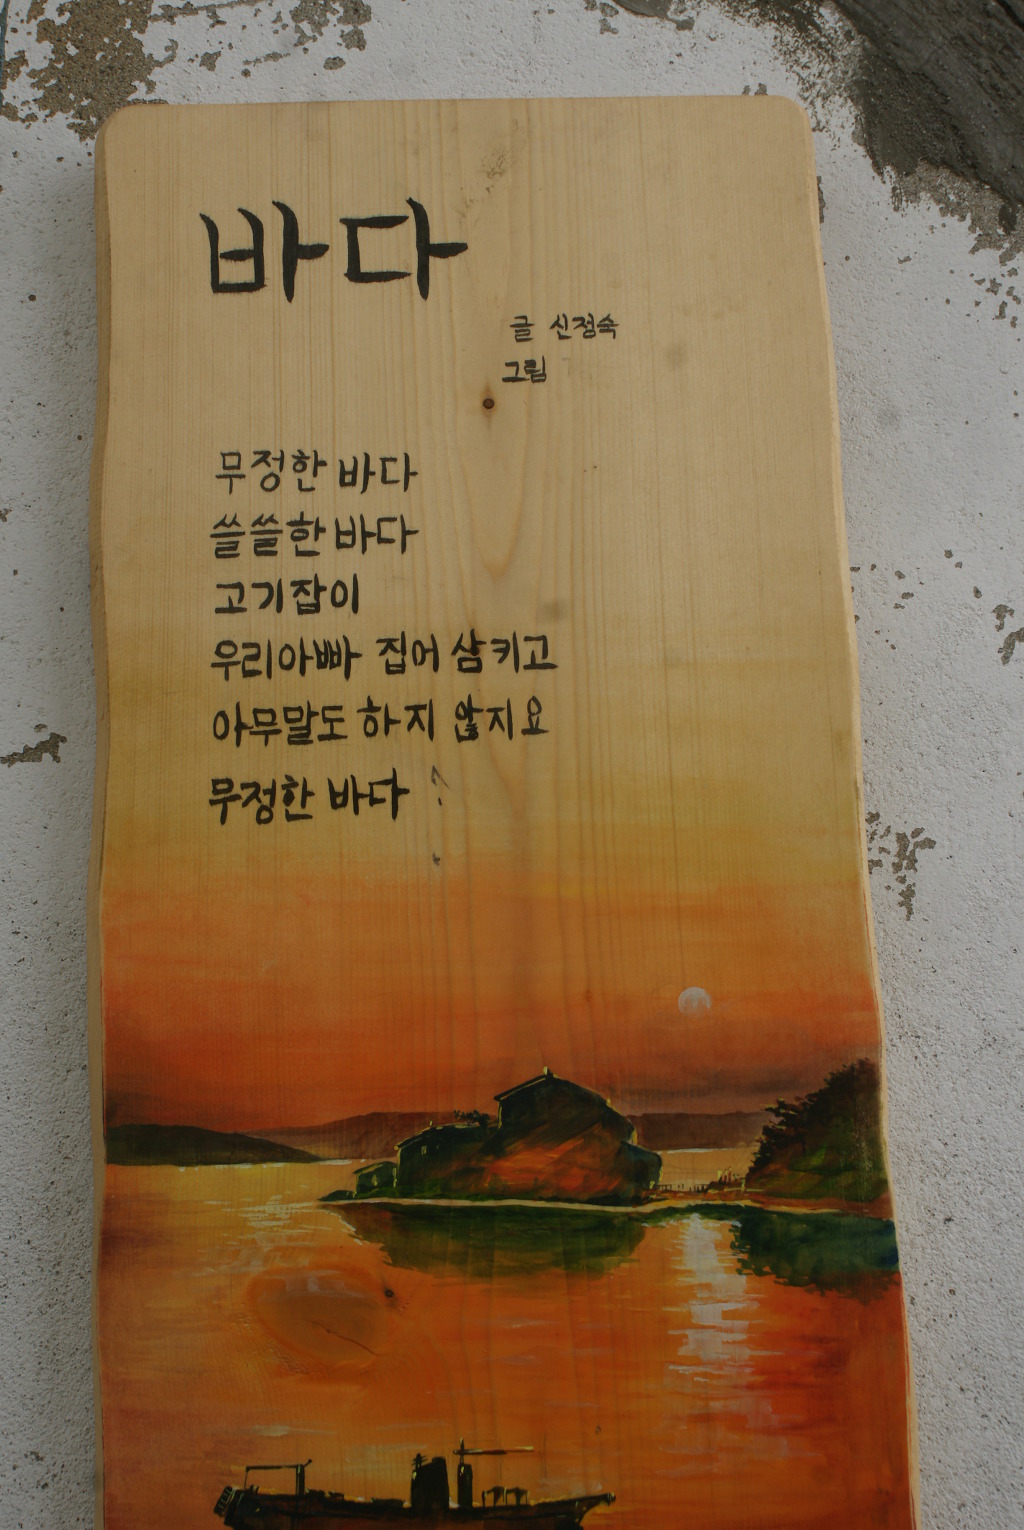 바다
글 신정숙
그림
무정한 바다
쓸쓸한 바다
고기잡이
우리아빠 집어 삼키고
아무말도 하지 않지요
무정한 바다